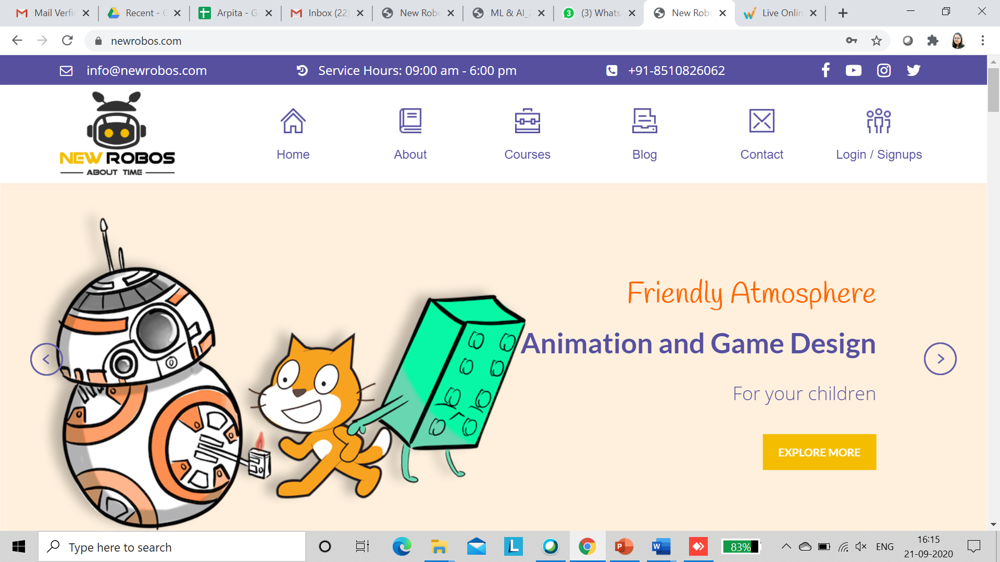 Mail Verfic
Recent - G
Arpita - Go
Inbox (22)
New Robo
ML & AI_2
(3) Whats
New Robo
Live Onlin
newrobos.com
info@newrobos.com
Service Hours: 09:00 am - 6:00 pm
+91-8510826062
NEW ROBOS
ABOUT TIME
Home
About
Courses
Blog
Contact
Login / Signups
Friendly Atmosphere
Animation and Game Design
For your children
EXPLORE MORE
Type here to search
83%
ENG
16:15
21-09-2020